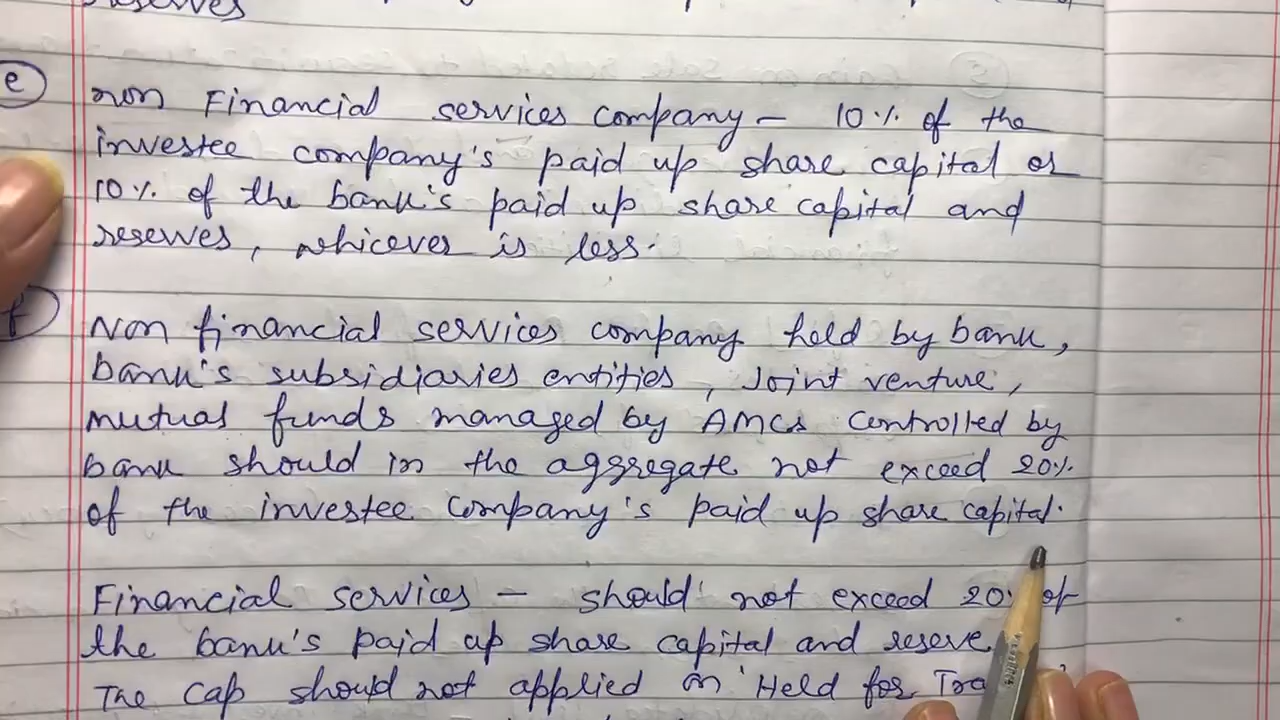 reserves
e
non Financial services company – 10% of the
investee company's paid up share capital or
10% of the bank's paid up share capital and
reserves, whicever is less.
f
Non financial services company held by bank,
bank's subsidiaries entities, Joint venture,
mutual funds managed by AMCs controlled by
bank should in the aggregate not exceed 20%
of the investee company's paid up share capital.
Financial services – should not exceed 20% of
the bank's paid up share capital and reserve
The cap should not applied on 'Held for